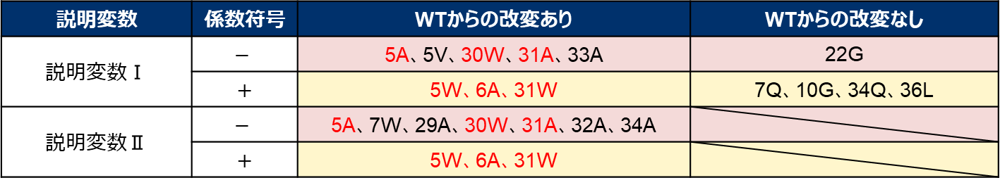 説明変数 係数符号 WTからの改変あり WTからの改変なし
説明変数Ⅰ － 5A、5V、30W、31A、33A 22G
＋ 5W、6A、31W 7Q、10G、34Q、36L
説明変数Ⅱ － 5A、7W、29A、30W、31A、32A、34A
＋ 5W、6A、31W